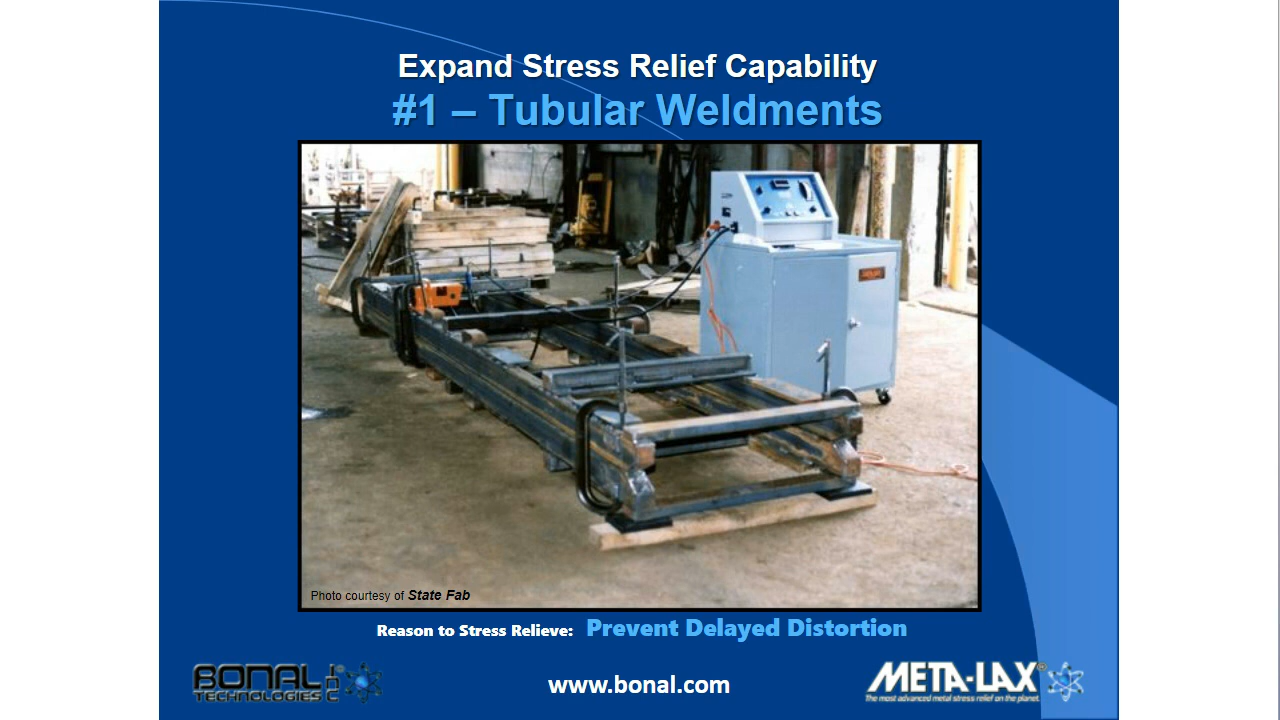 Expand Stress Relief Capability
#1 – Tubular Weldments
Photo courtesy of State Fab
Reason to Stress Relieve: Prevent Delayed Distortion
BONAL INC®
TECHNOLOGIES
www.bonal.com
META-LAX®
The most advanced metal stress relief on the planet.